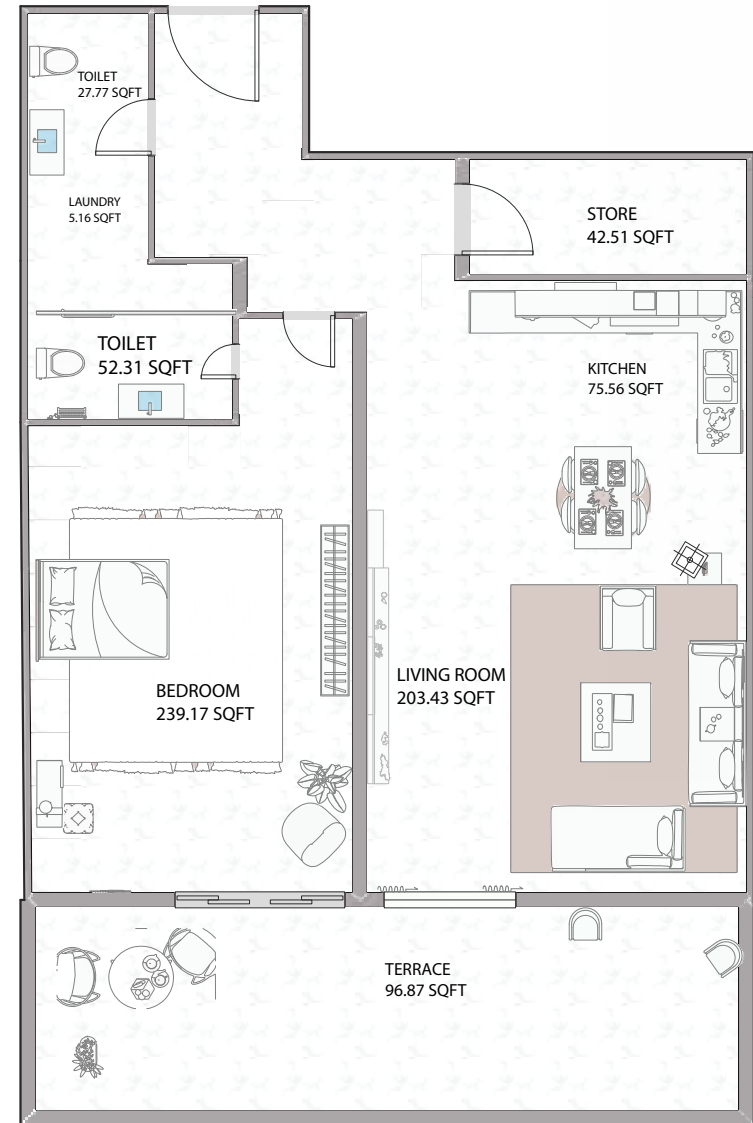 TOILET
27.77 SQFT
LAUNDRY
5.16 SQFT
STORE
42.51 SQFT
TOILET
52.31 SQFT
KITCHEN
75.56 SQFT
LIVING ROOM
203.43 SQFT
BEDROOM
239.17 SQFT
TERRACE
96.87 SQFT